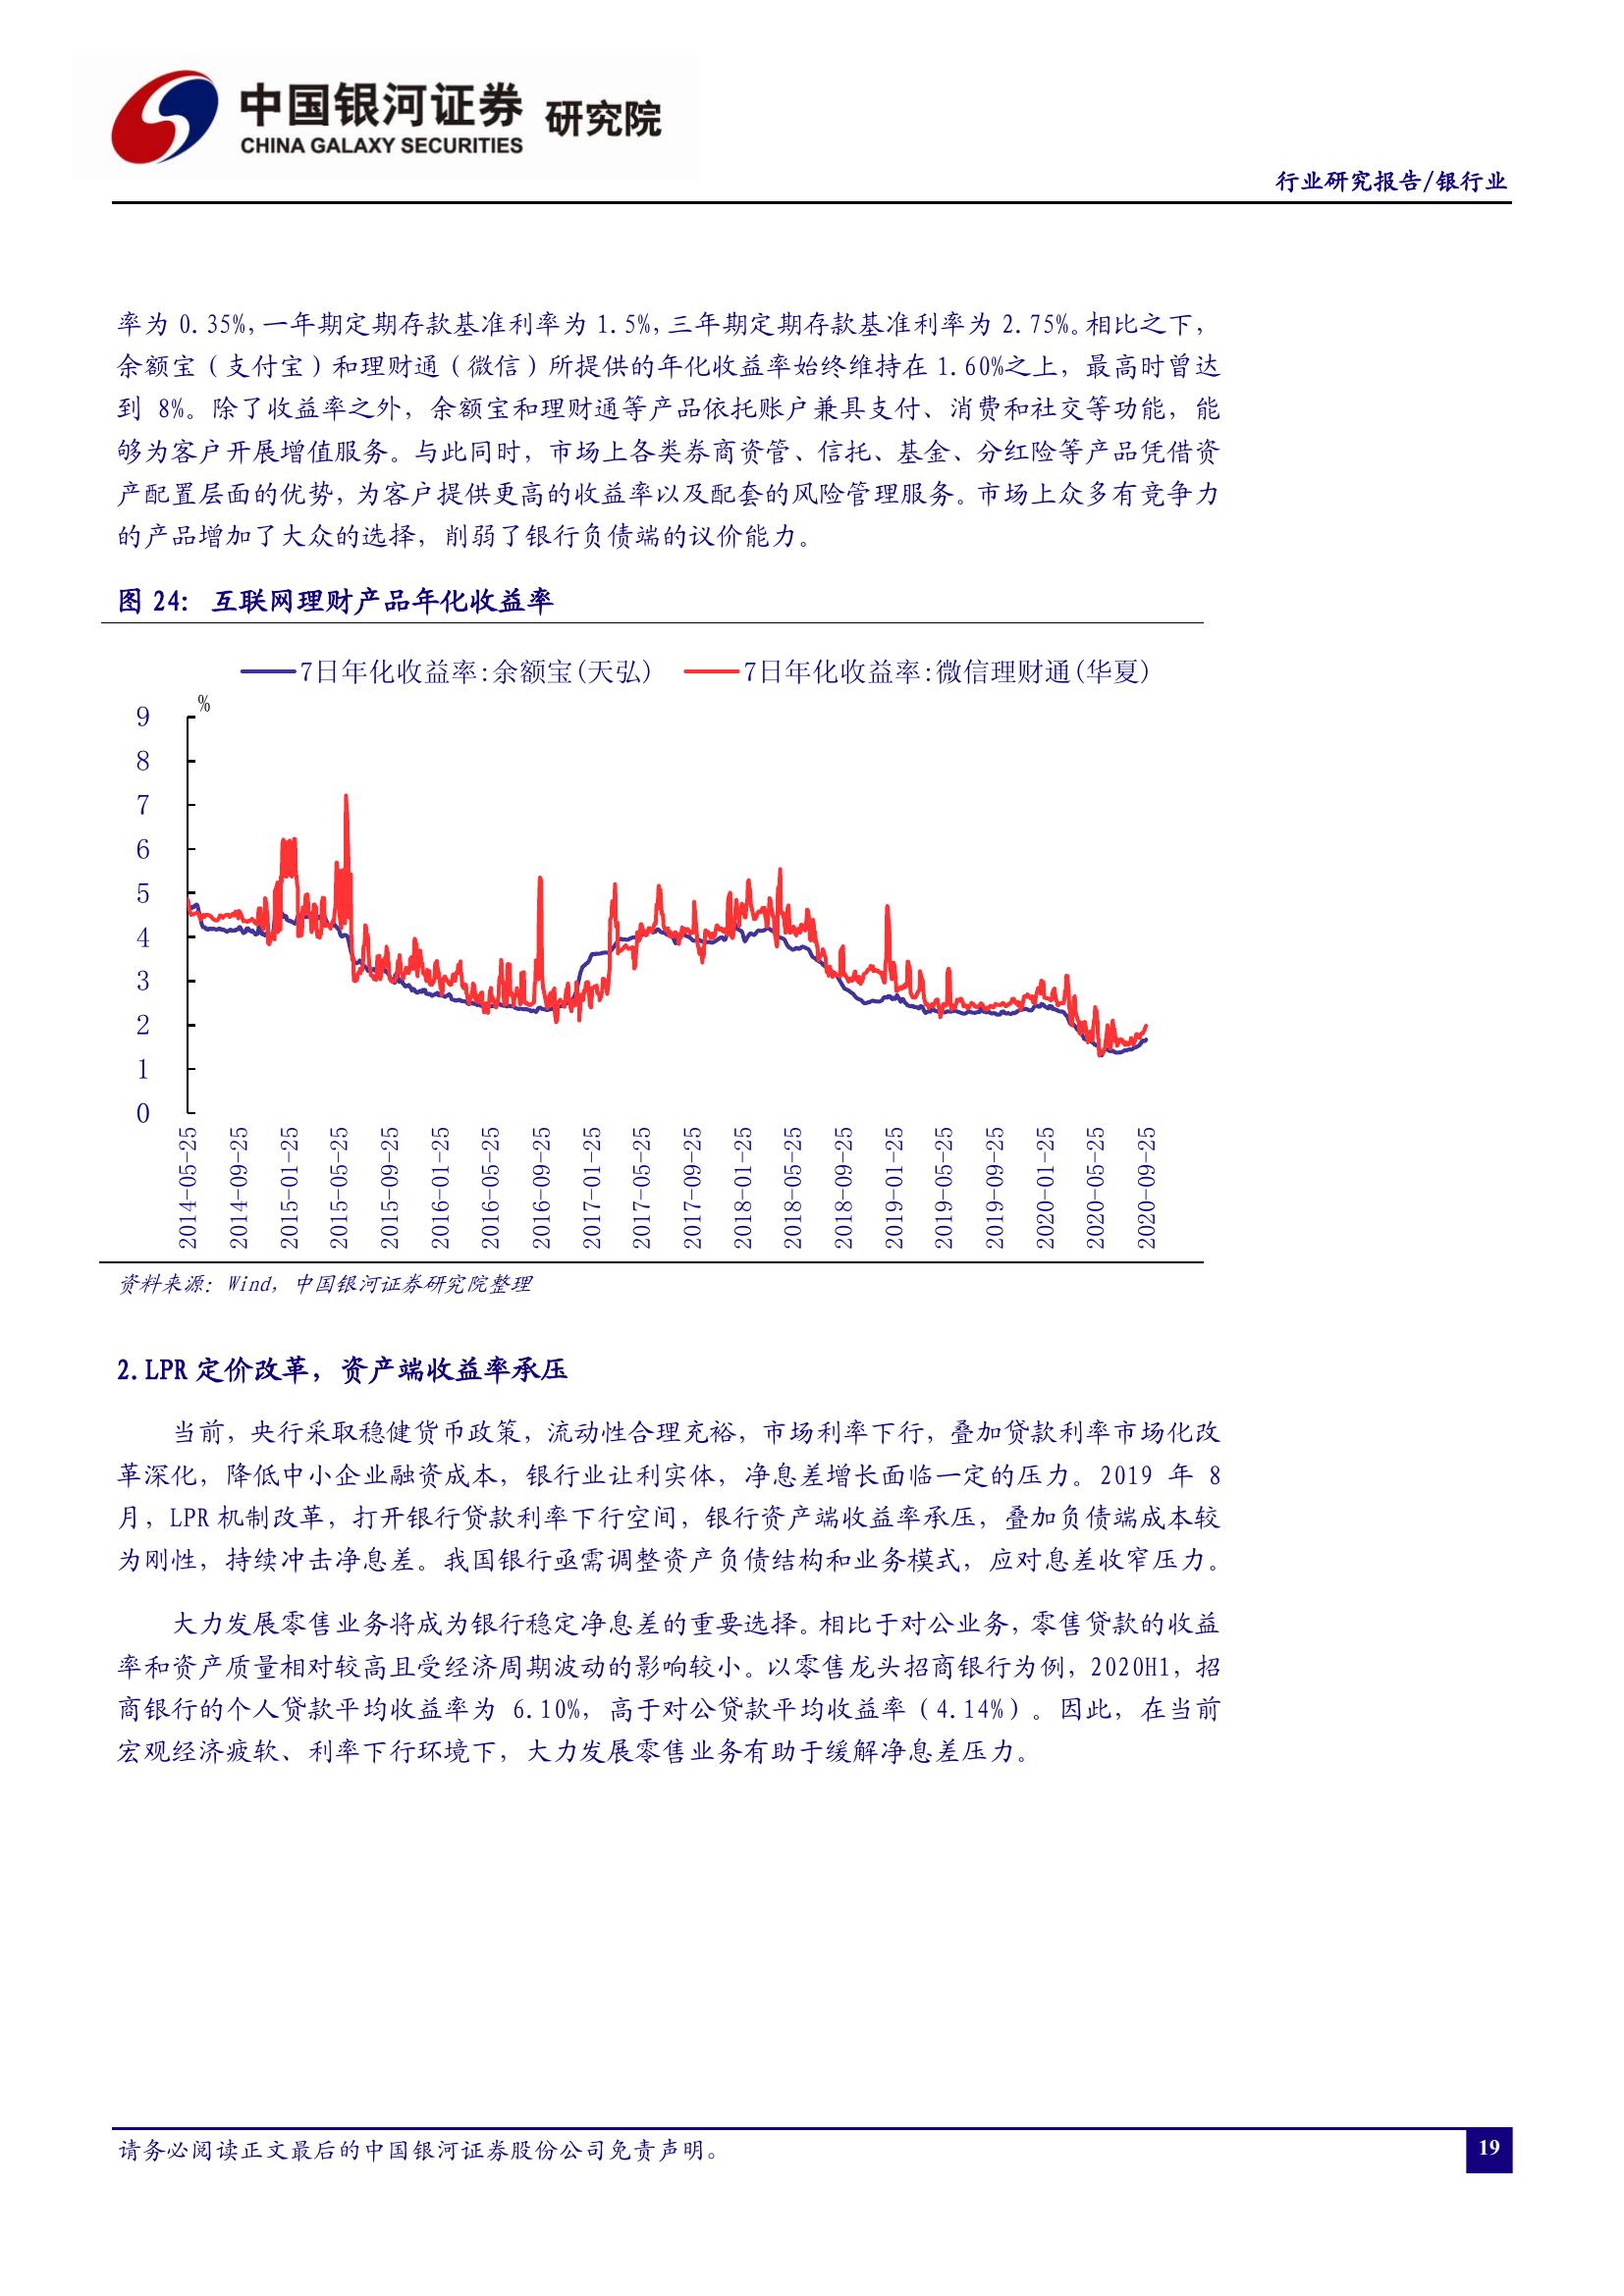 中国银河证券 研究院
CHINA GALAXY SECURITIES
行业研究报告/银行业
率为 0.35%,一年期定期存款基准利率为 1.5%,三年期定期存款基准利率为 2.75%。相比之下,
余额宝（支付宝）和理财通（微信）所提供的年化收益率始终维持在 1.60%之上，最高时曾达
到 8%。除了收益率之外，余额宝和理财通等产品依托账户兼具支付、消费和社交等功能，能
够为客户开展增值服务。与此同时，市场上各类券商资管、信托、基金、分红险等产品凭借资
产配置层面的优势，为客户提供更高的收益率以及配套的风险管理服务。市场上众多有竞争力
的产品增加了大众的选择，削弱了银行负债端的议价能力。
图 24: 互联网理财产品年化收益率
7日年化收益率:余额宝(天弘) 7日年化收益率:微信理财通(华夏)
%
9
8
7
6
5
4
3
2
1
0
2014-05-25
2014-09-25
2015-01-25
2015-05-25
2015-09-25
2016-01-25
2016-05-25
2016-09-25
2017-01-25
2017-05-25
2017-09-25
2018-01-25
2018-05-25
2018-09-25
2019-01-25
2019-05-25
2019-09-25
2020-01-25
2020-05-25
2020-09-25
资料来源：Wind，中国银河证券研究院整理
2.LPR 定价改革，资产端收益率承压
当前，央行采取稳健货币政策，流动性合理充裕，市场利率下行，叠加贷款利率市场化改
革深化，降低中小企业融资成本，银行业让利实体，净息差增长面临一定的压力。2019 年 8
月，LPR 机制改革，打开银行贷款利率下行空间，银行资产端收益率承压，叠加负债端成本较
为刚性，持续冲击净息差。我国银行亟需调整资产负债结构和业务模式，应对息差收窄压力。
大力发展零售业务将成为银行稳定净息差的重要选择。相比于对公业务，零售贷款的收益
率和资产质量相对较高且受经济周期波动的影响较小。以零售龙头招商银行为例，2020H1，招
商银行的个人贷款平均收益率为 6.10%，高于对公贷款平均收益率（4.14%）。因此，在当前
宏观经济疲软、利率下行环境下，大力发展零售业务有助于缓解净息差压力。
请务必阅读正文最后的中国银河证券股份公司免责声明。
19